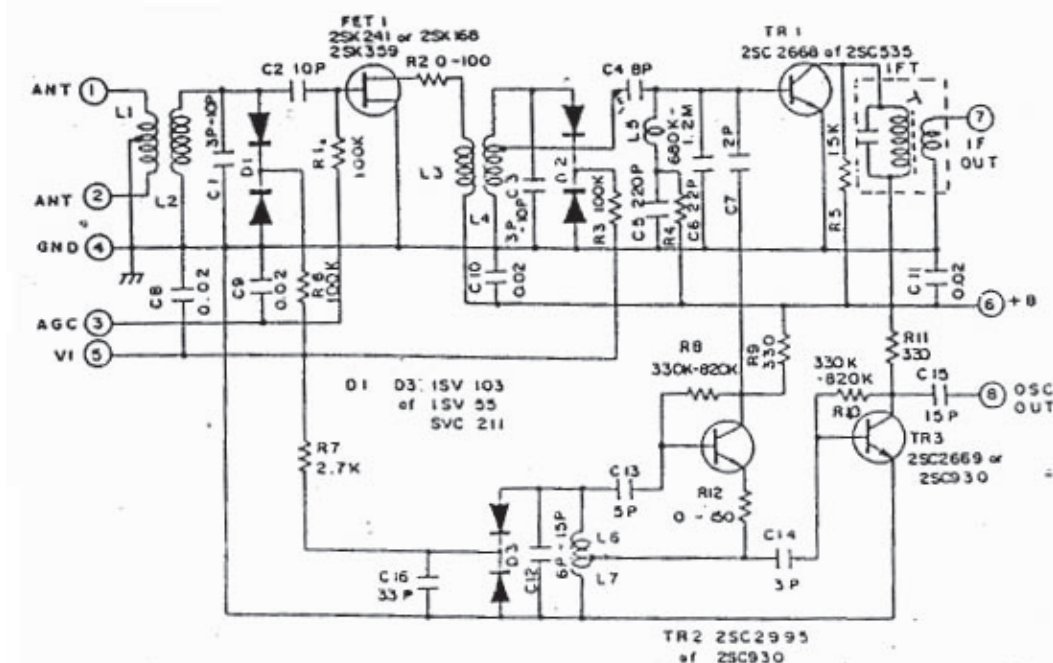 FET 1
2SK241 or 2SK168
2SK359
R2 0-100
C2 10P
TR 1
2SC 2668 of 2SC535
IFT
ANT 1
L1
C4 8P
T
7
IF
OUT
3P-10P
C1
D1
R1
100K
L3
L4
C3
3P-10P
D2
R3 100K
L5
680K-
1.2M
C5 220P
R4
C6 22P
C7
2P
15K
R5
ANT 2
L2
GND 4
C8
0.02
C9
0.02
R6
100K
C10
0.02
C11
0.02
AGC 3
6 +B
VI 5
R8
330K-820K
R9
330
330K
-820K
R10
R11
330
C15
15P
8 OSC
OUT
D1 D3: 1SV 103
of 1SV 55
SVC 211
TR3
2SC2669 or
2SC930
R7
2.7K
C13
5P
R12
0-150
C14
3P
D3
C12
6P-15P
L6
L7
C16
33P
TR2 2SC2995
of 2SC930